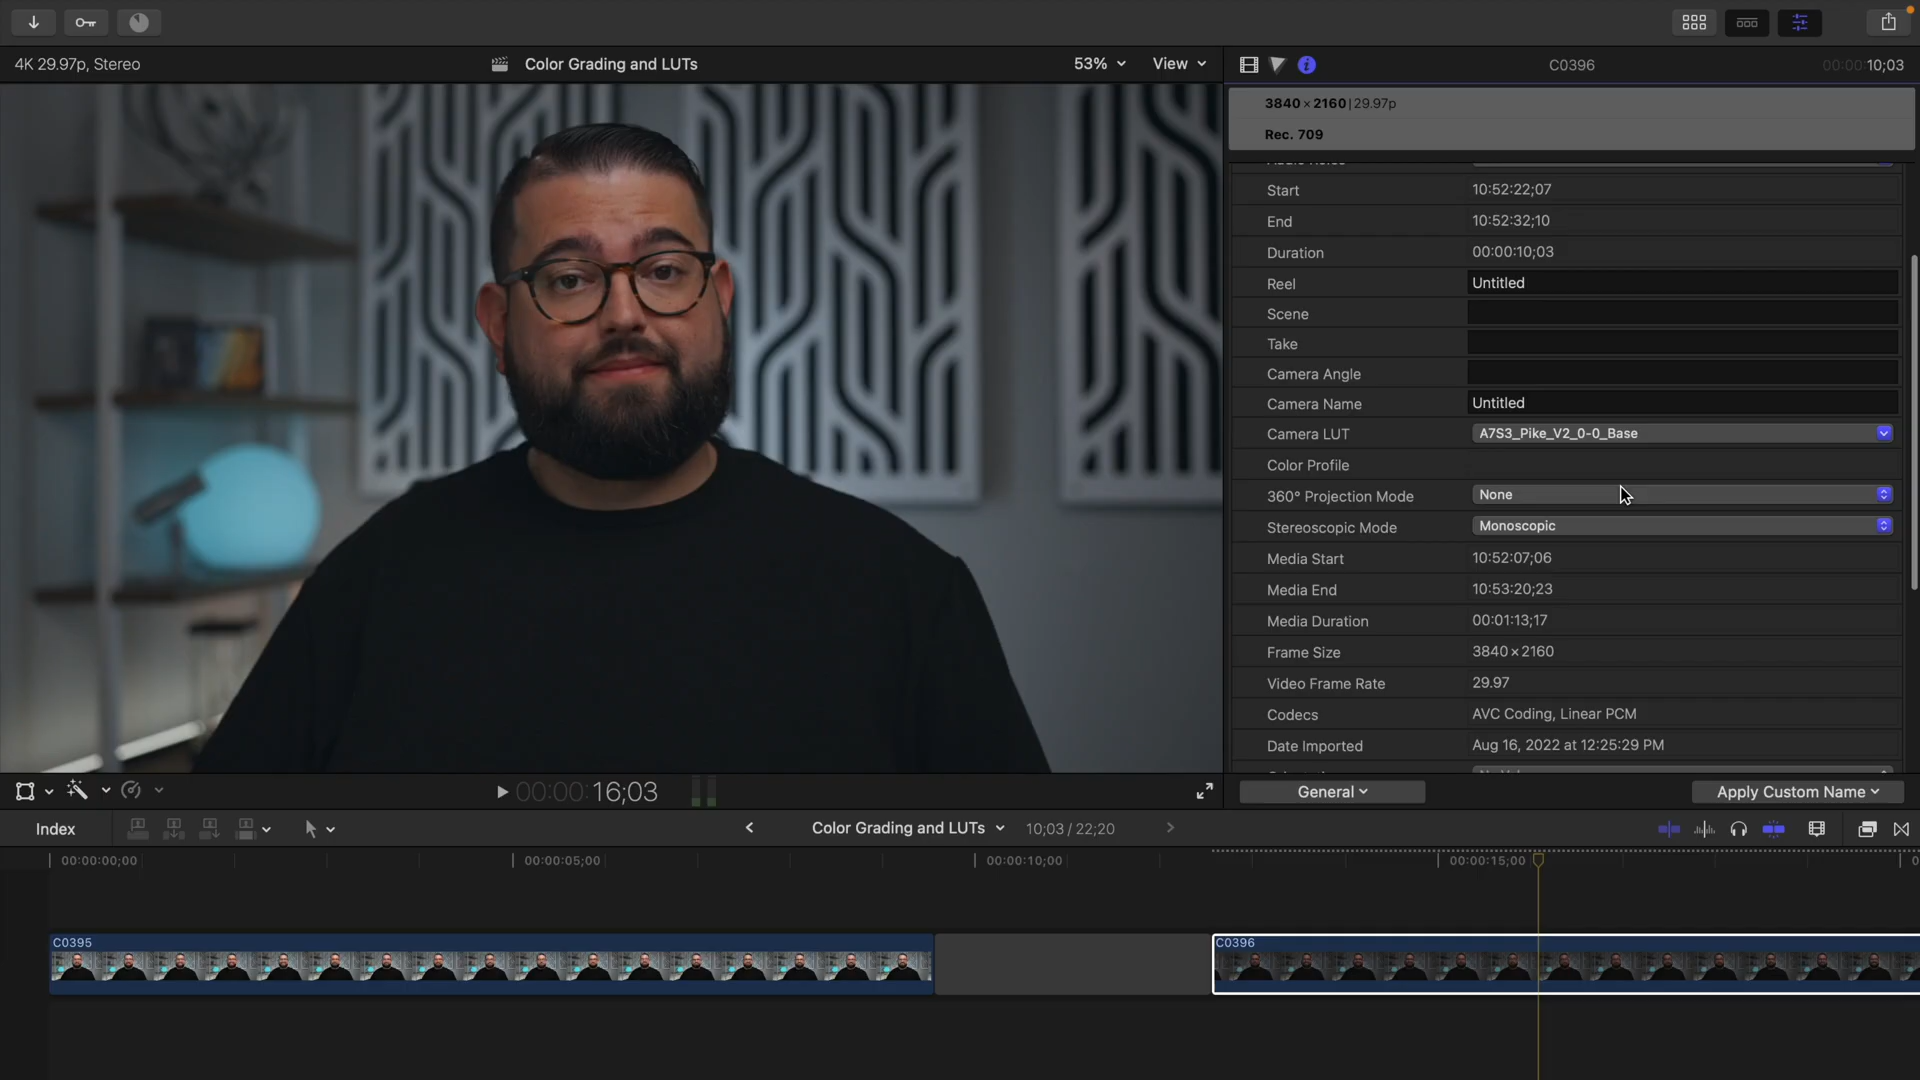 4K 29.97p, Stereo
Color Grading and LUTs
53%
View
C0396
00:00:10;03
3840 × 2160 | 29.97p
Rec. 709
Start 10:52:22;07
End 10:52:32;10
Duration 00:00:10;03
Reel Untitled
Scene
Take
Camera Angle
Camera Name Untitled
Camera LUT A7S3_Pike_V2_0-0_Base
Color Profile
360° Projection Mode None
Stereoscopic Mode Monoscopic
Media Start 10:52:07;06
Media End 10:53:20;23
Media Duration 00:01:13;17
Frame Size 3840×2160
Video Frame Rate 29.97
Codecs AVC Coding, Linear PCM
Date Imported Aug 16, 2022 at 12:25:29 PM
00:00:00:16;03
General
Apply Custom Name
Index
Color Grading and LUTs
10;03 / 22;20
00:00:00;00
00:00:05;00
00:00:10;00
00:00:15;00
C0395
C0396